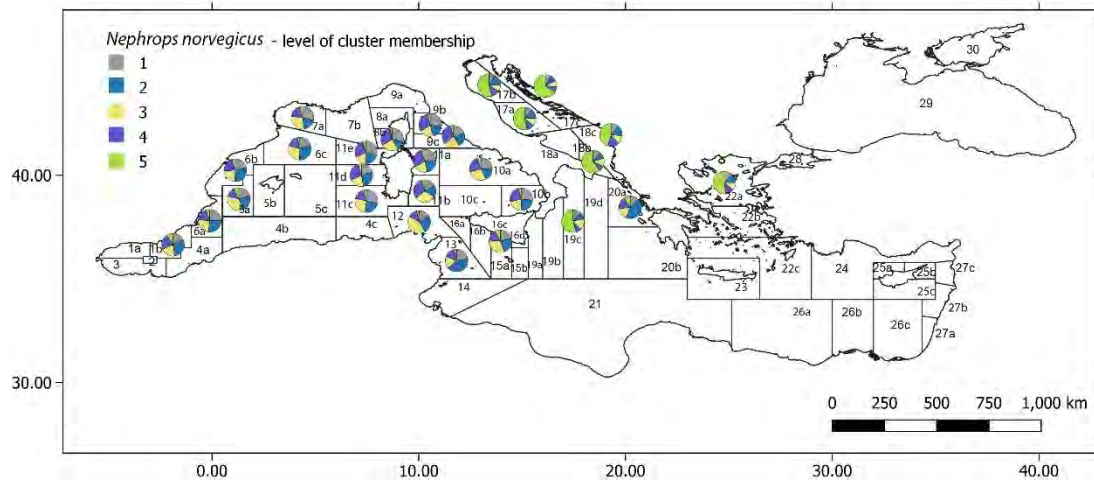 Nephrops norvegicus - level of cluster membership
1
2
3
4
5
30
29
28
9a
9b
8a
7b
7a
8b
9c
17b
17a
17c
18c
18a
18b
6b
6c
11e
11a
10a
11d
5b
5c
11b
10c
10b
19d
20a
22a
22b
5a
11c
12
4c
16a
16b
16c
16d
19c
6a
4b
4a
1a
1b
2
3
13
15a
15b
19a
19b
20b
22c
24
25a
25b
27c
14
23
25c
21
26a
26b
26c
27b
27a
40.00
40.00
30.00
30.00
0 250 500 750 1,000 km
0.00 10.00 20.00 30.00 40.00